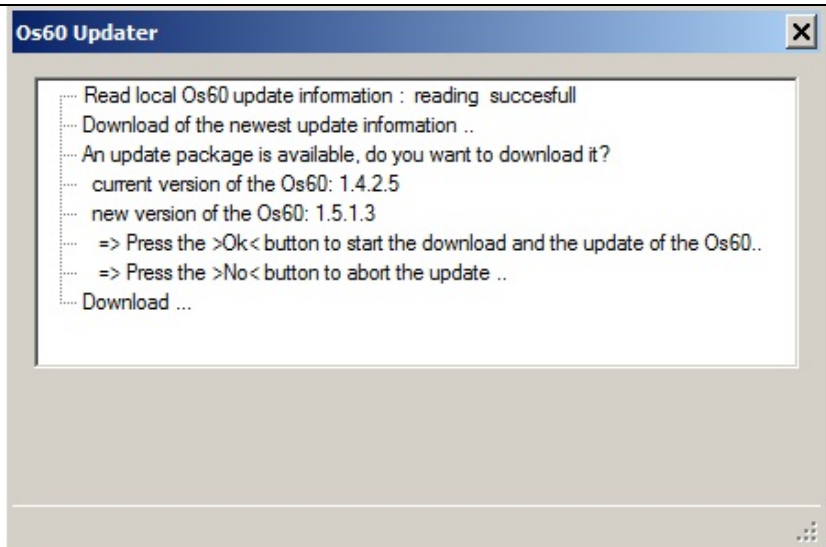 Os60 Updater
Read local Os60 update information : reading succesfull
Download of the newest update information ..
An update package is available, do you want to download it?
current version of the Os60: 1.4.2.5
new version of the Os60: 1.5.1.3
=> Press the >Ok< button to start the download and the update of the Os60..
=> Press the >No< button to abort the update ..
Download ...